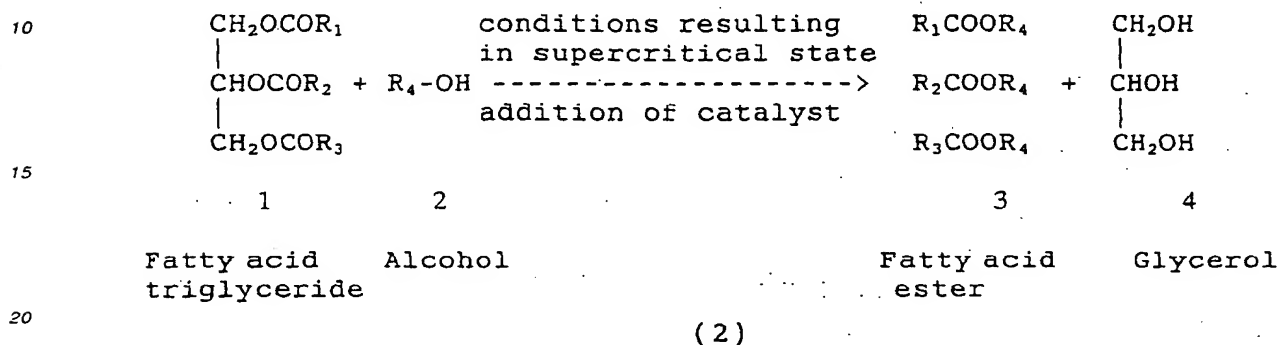 10 CH₂OCOR₁ conditions resulting R₁COOR₄ CH₂OH
in supercritical state
CHOCOR₂ + R₄-OH ---------------------> R₂COOR₄ + CHOH
addition of catalyst
CH₂OCOR₃ R₃COOR₄ CH₂OH
15
1 2 3 4
Fatty acid Alcohol Fatty acid Glycerol
triglyceride ester
20
(2)